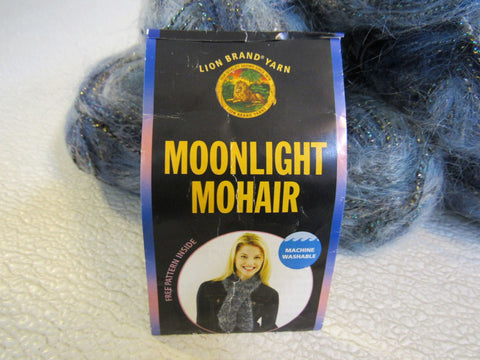 LION BRAND® YARN
MOONLIGHT
MOHAIR
FREE PATTERN INSIDE
MACHINE
WASHABLE